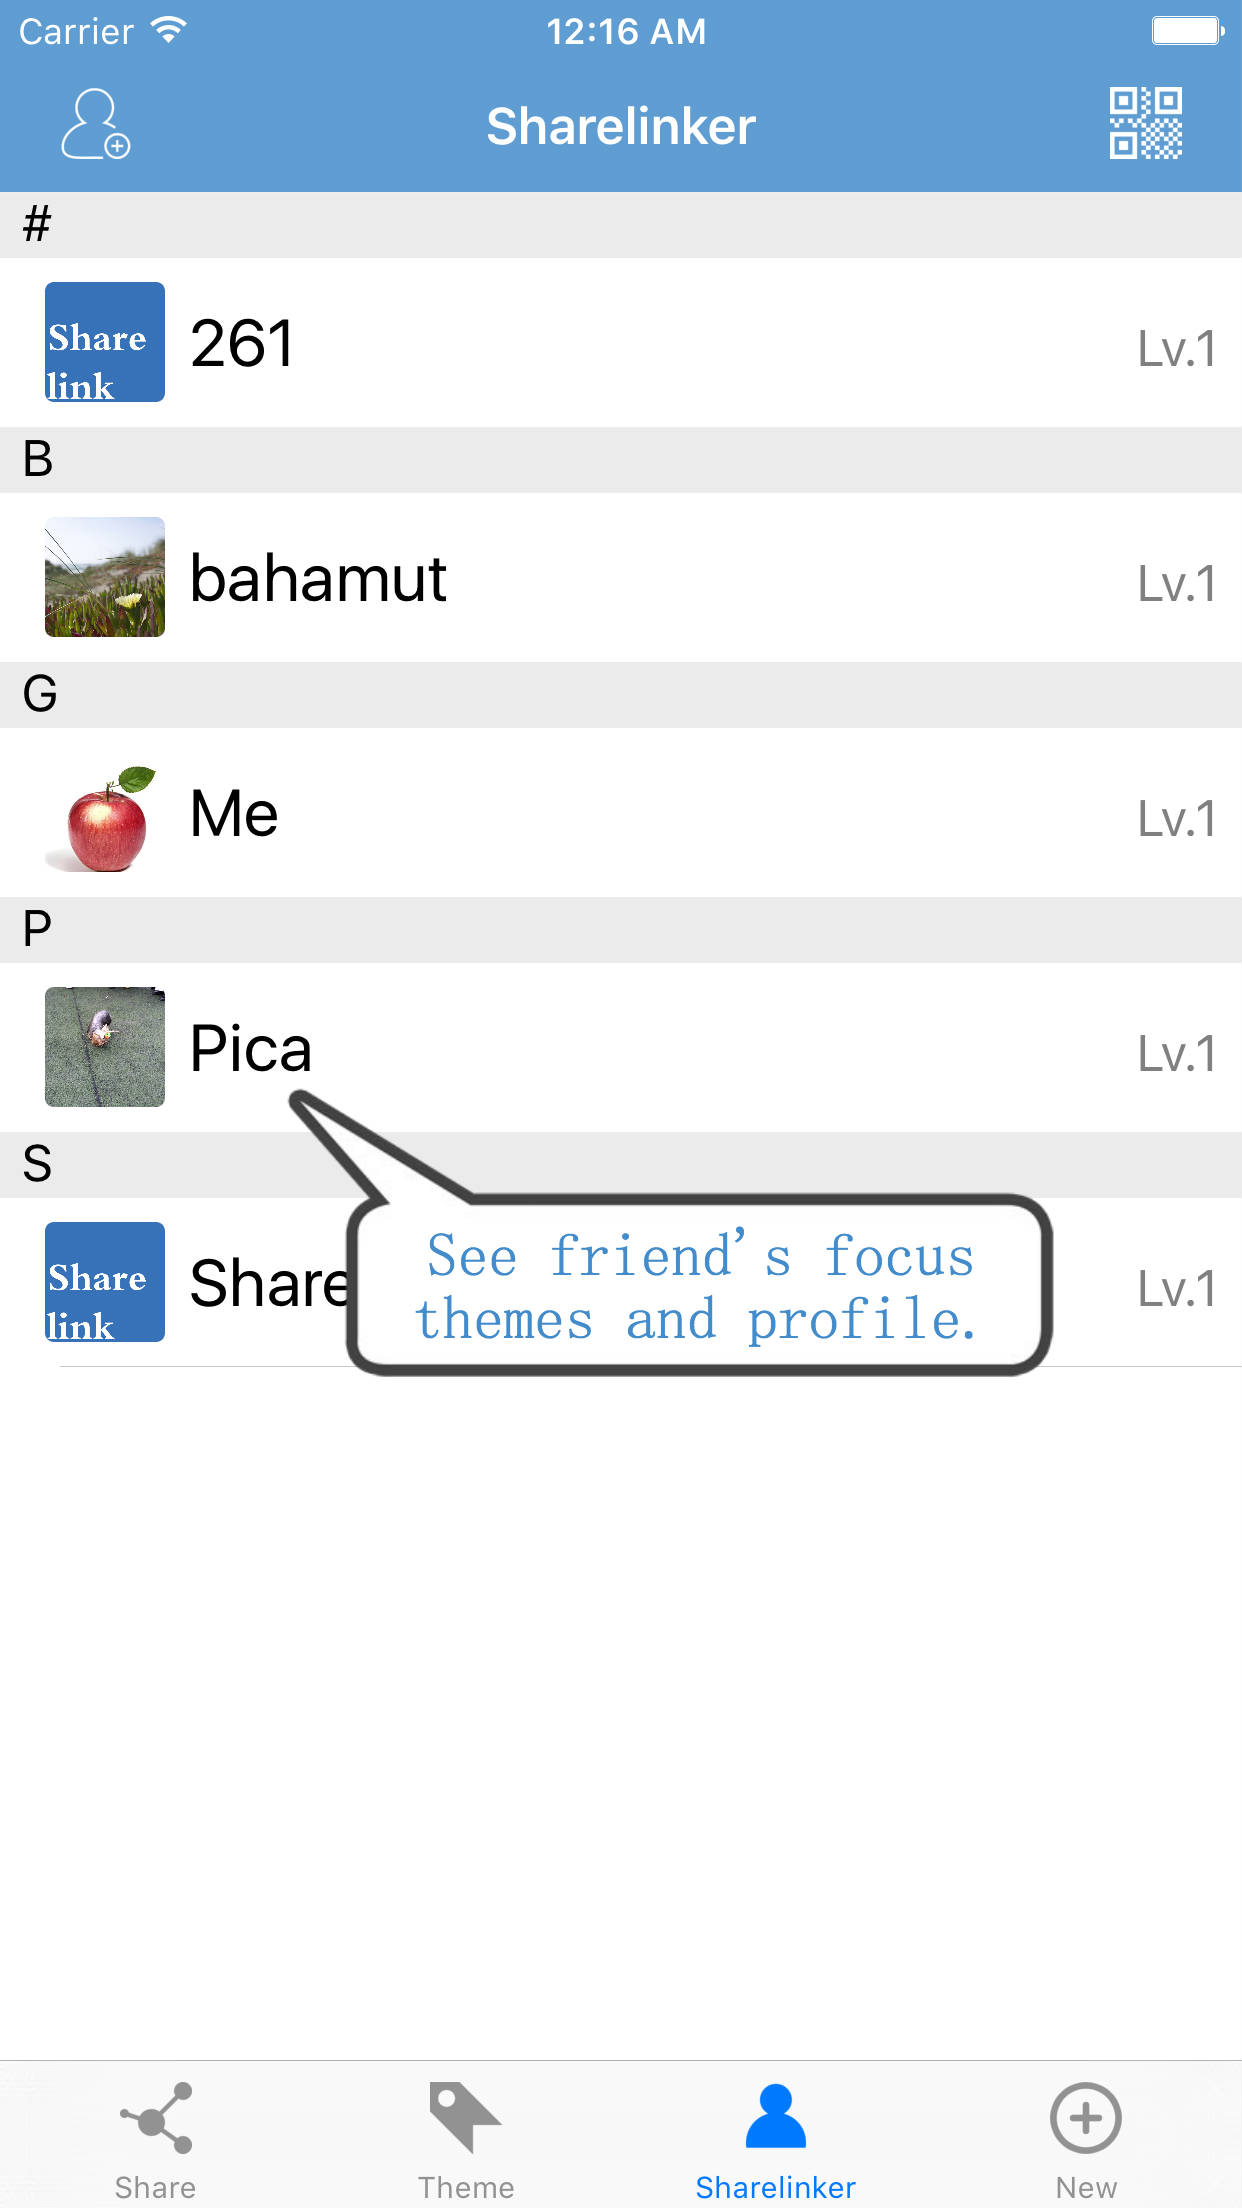 Carrier 12:16 AM
Sharelinker
#
Share
link
261 Lv.1
B
bahamut Lv.1
G
Me Lv.1
P
Pica Lv.1
S
Share
link
Share Lv.1
See friend's focus
themes and profile.
Share Theme Sharelinker New